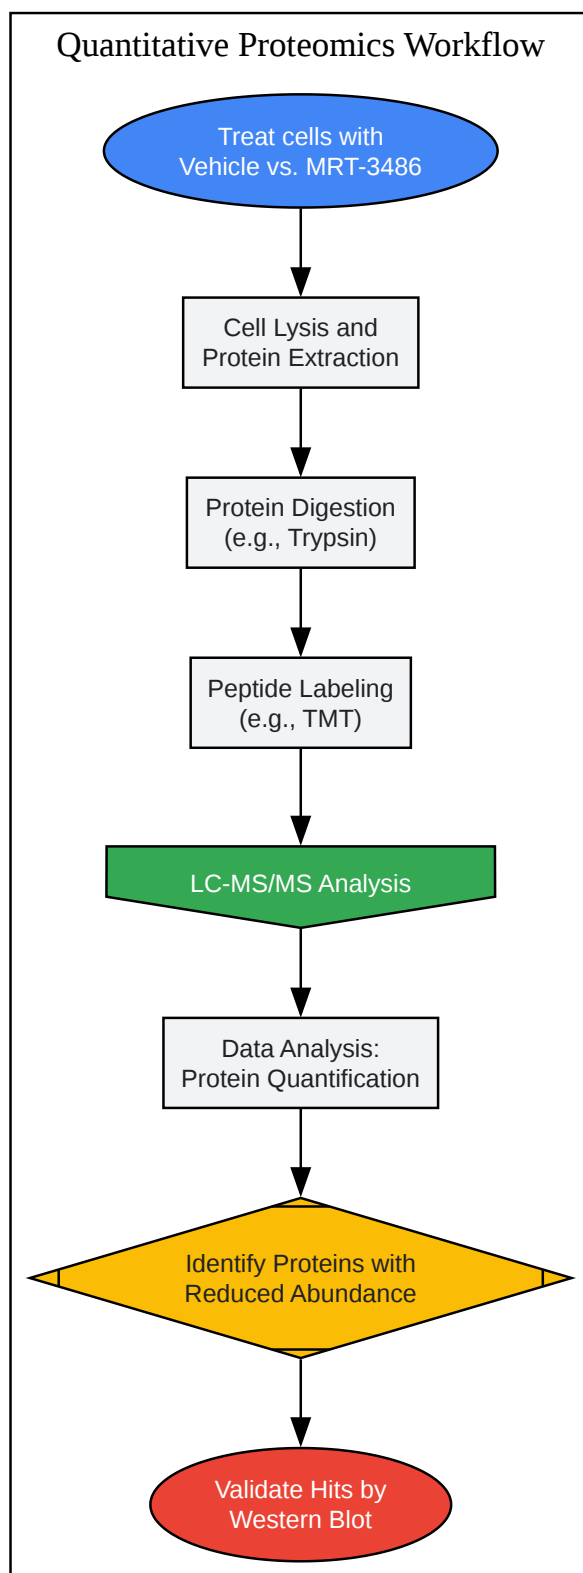 Quantitative Proteomics Workflow
Treat cells with
Vehicle vs. MRT-3486
Cell Lysis and
Protein Extraction
Protein Digestion
(e.g., Trypsin)
Peptide Labeling
(e.g., TMT)
LC-MS/MS Analysis
Data Analysis:
Protein Quantification
Identify Proteins with
Reduced Abundance
Validate Hits by
Western Blot